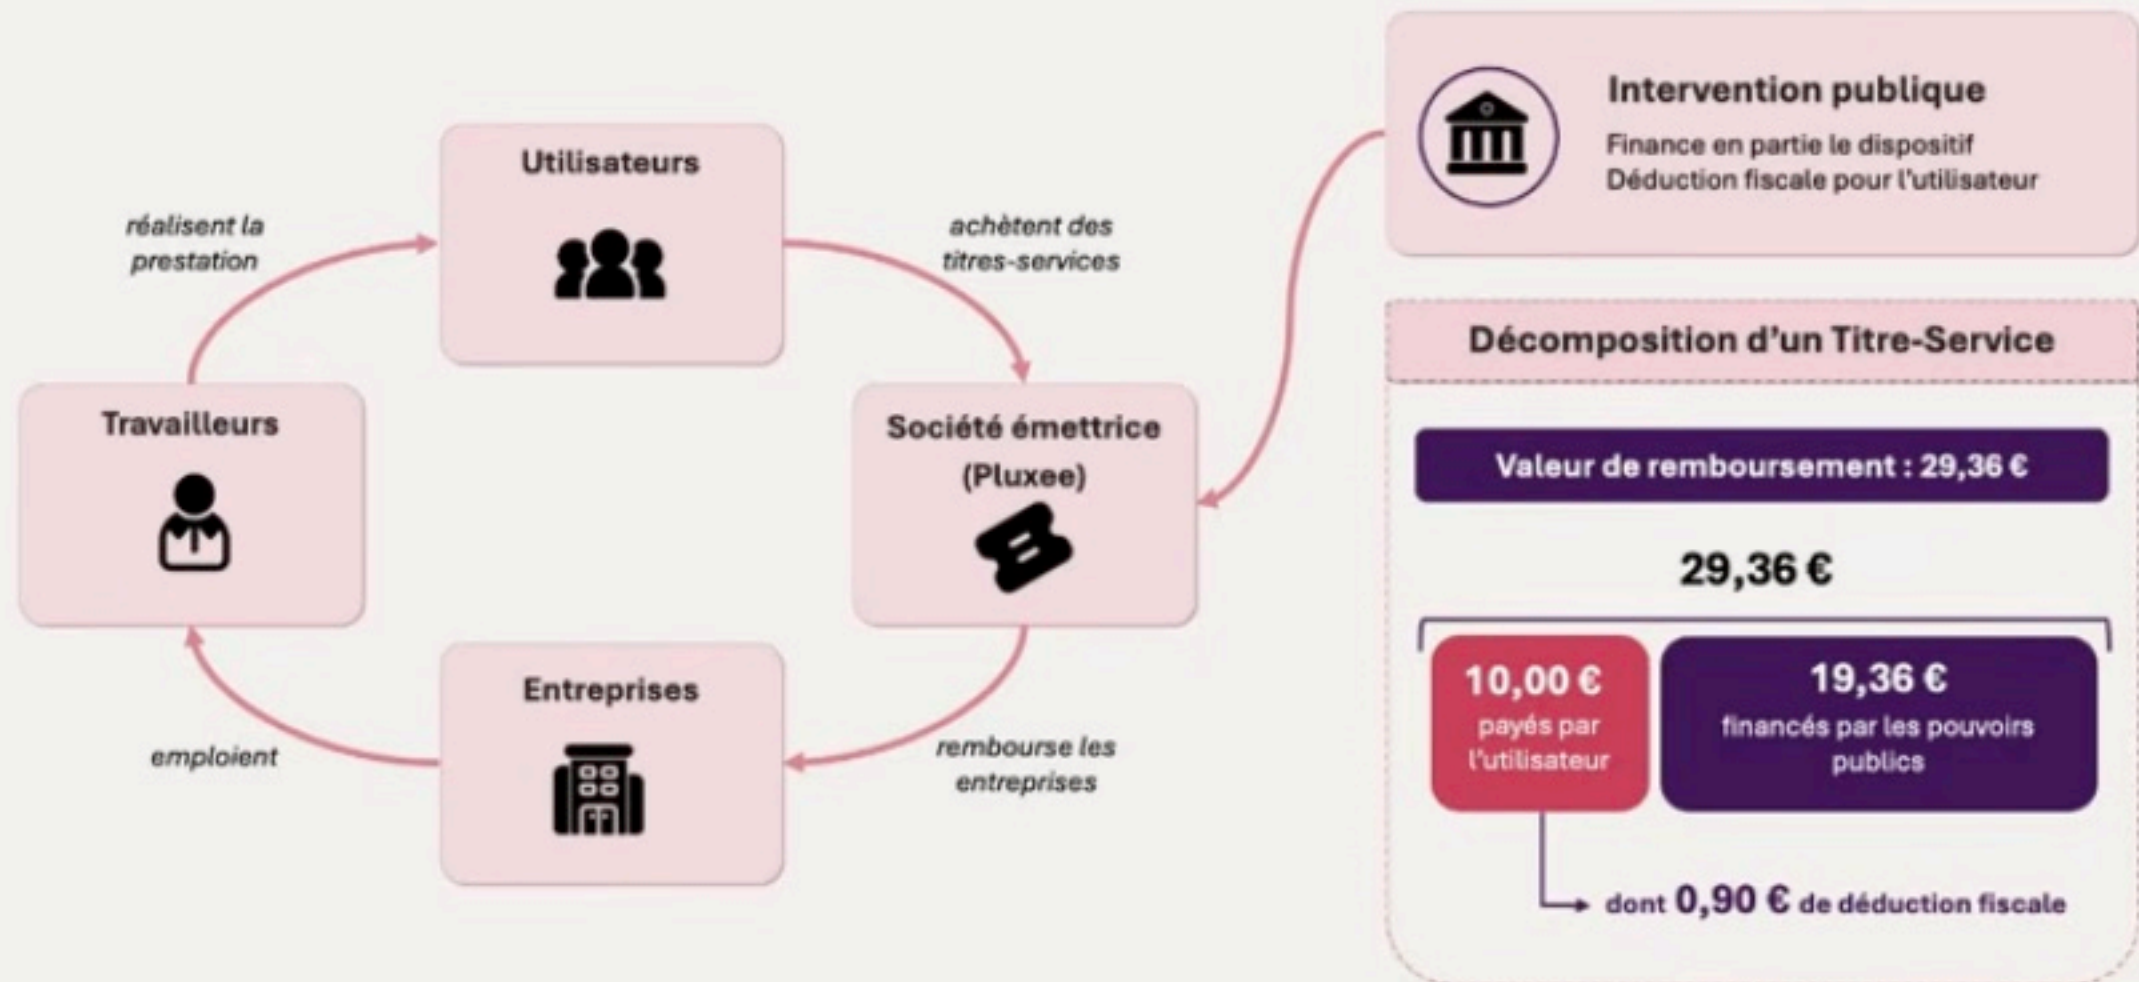 Utilisateurs
réalisent la
prestation
achètent des
titres-services
Travailleurs
Société émettrice
(Pluxee)
Entreprises
emploient
rembourse les
entreprises
Intervention publique
Finance en partie le dispositif
Déduction fiscale pour l'utilisateur
Décomposition d'un Titre-Service
Valeur de remboursement : 29,36 €
29,36 €
10,00 €
payés par
l'utilisateur
19,36 €
financés par les pouvoirs
publics
dont 0,90 € de déduction fiscale